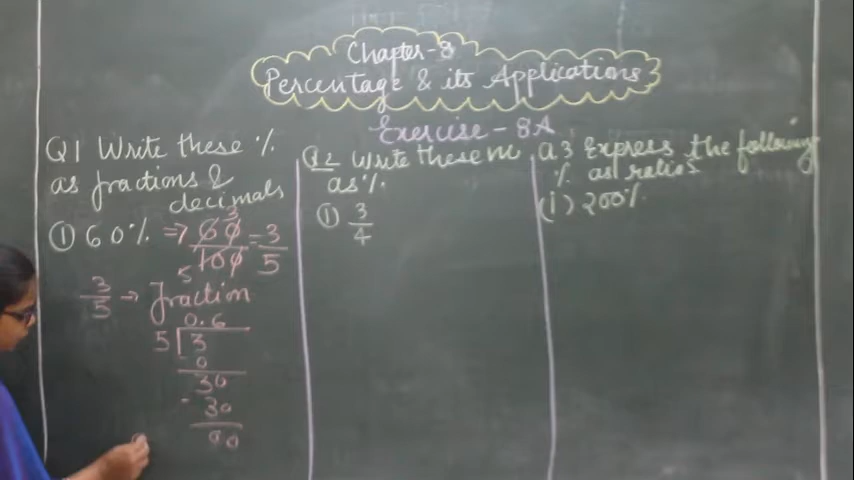 Chapter-8
Percentage & its Applications
Exercise - 8A
Q1 Write these %
as fractions &
decimals
① 60% ⇒ 60/100 = 3/5
3
5
3/5 → fraction
0.6
5 3
0
30
- 30
00
Q2 Write these
as %.
① 3/4
Q3 Express the following
% as ratios
(i) 200%